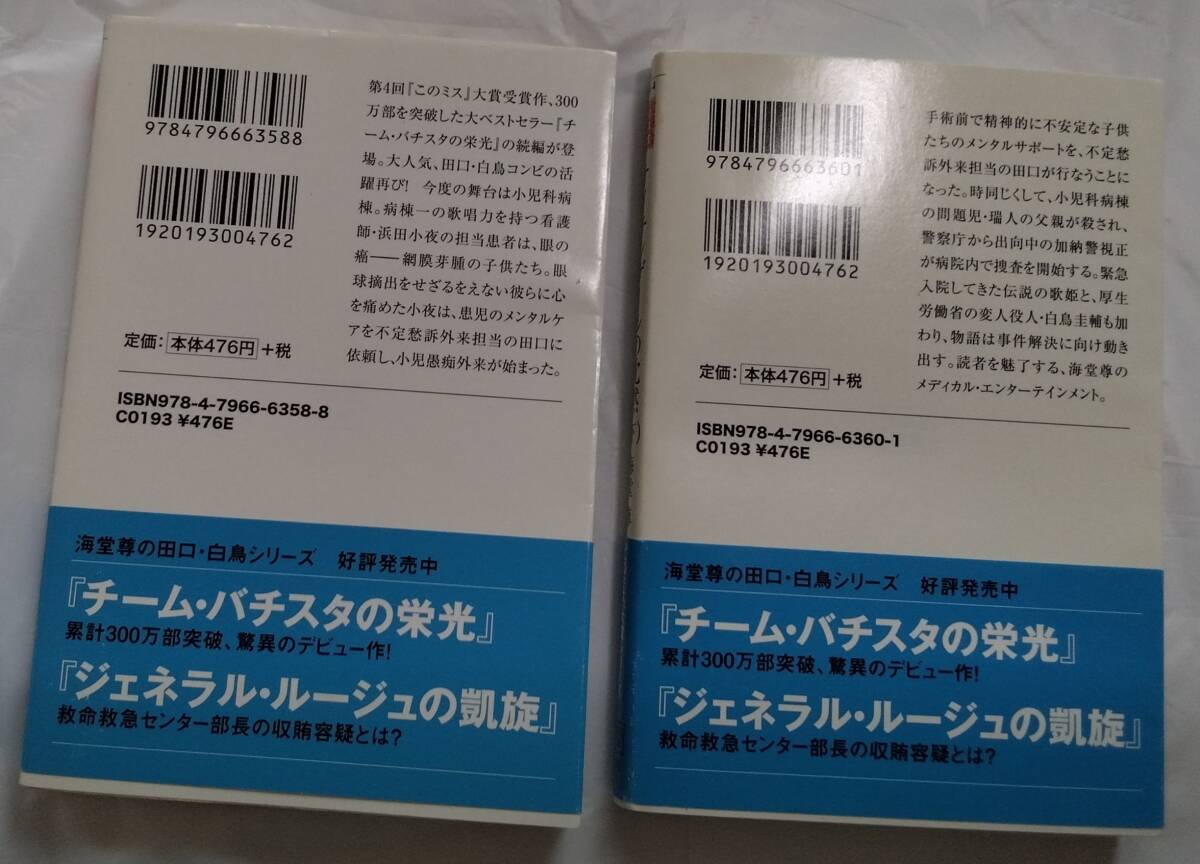 9784796663588
1920193004762
第4回『このミス』大賞受賞作、300
万部を突破した大ベストセラー『チ
ーム・バチスタの栄光』の続編が登
場。大人気、田口・白鳥コンビの活
躍再び! 今度の舞台は小児科病
棟。病棟一の歌唱力を持つ看護
師・浜田小夜の担当患者は、眼の
癌──網膜芽腫の子供たち。眼
球摘出をせざるをえない彼らに心
を痛めた小夜は、患児のメンタルケ
アを不定愁訴外来担当の田口に
依頼し、小児愚痴外来が始まった。
定価: 本体476円 +税
ISBN978-4-7966-6358-8
C0193 ¥476E
海堂尊の田口・白鳥シリーズ 好評発売中
『チーム・バチスタの栄光』
累計300万部突破、驚異のデビュー作!
『ジェネラル・ルージュの凱旋』
救命救急センター部長の収賄容疑とは?
9784796663601
1920193004762
手術前で精神的に不安定な子供
たちのメンタルサポートを、不定愁
訴外来担当の田口が行なうことに
なった。時同じくして、小児科病棟
の問題児・瑞人の父親が殺され、
警察庁から出向中の加納警視正
が病院内で捜査を開始する。緊急
入院してきた伝説の歌姫と、厚生
労働省の変人役人・白鳥圭輔も加
わり、物語は事件解決に向け動き
出す。読者を魅了する、海堂尊の
メディカル・エンターテインメント。
定価: 本体476円 +税
ISBN978-4-7966-6360-1
C0193 ¥476E
海堂尊の田口・白鳥シリーズ 好評発売中
『チーム・バチスタの栄光』
累計300万部突破、驚異のデビュー作!
『ジェネラル・ルージュの凱旋』
救命救急センター部長の収賄容疑とは?